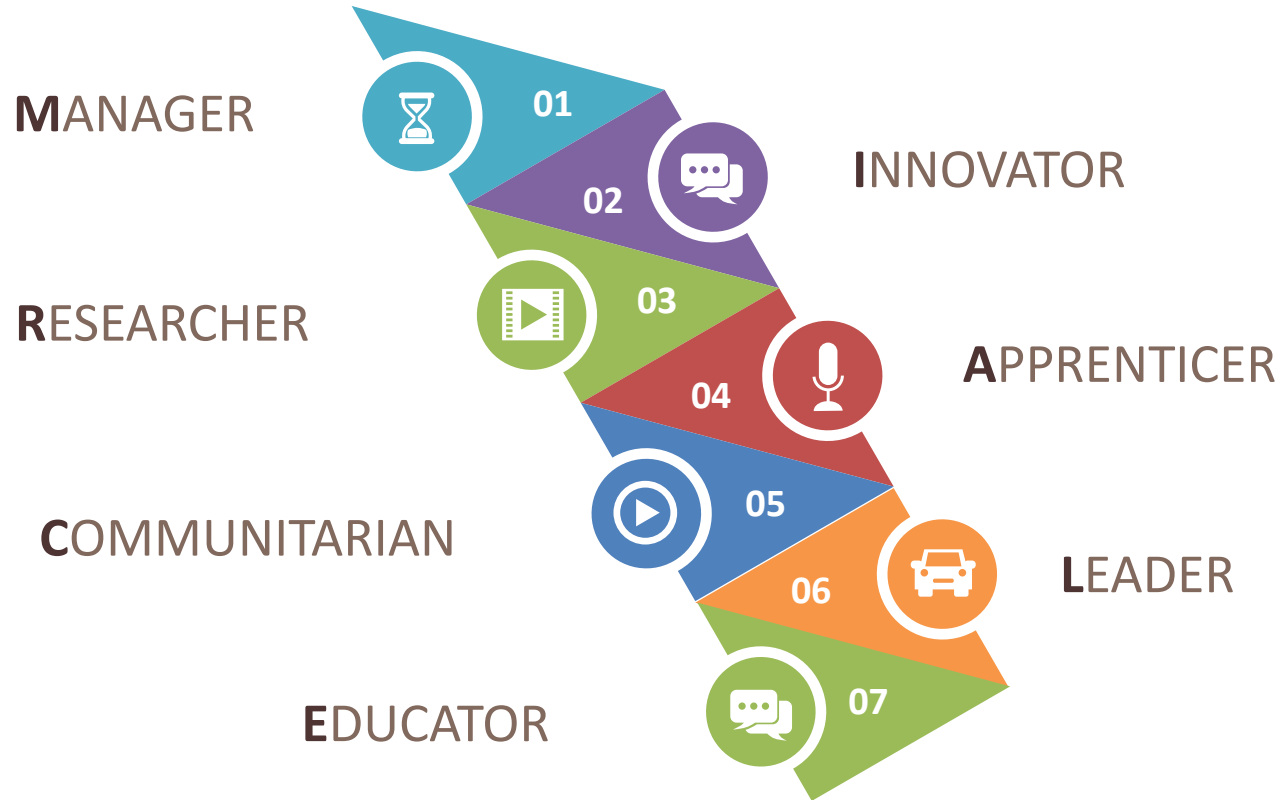 MANAGER
01
INNOVATOR
02
RESEARCHER
03
APPRENTICER
04
COMMUNITARIAN
05
LEADER
06
EDUCATOR
07